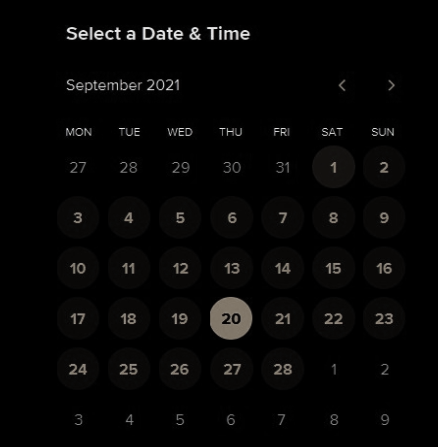 Select a Date & Time
September 2021
MON TUE WED THU FRI SAT SUN
27 28 29 30 31 1 2
3 4 5 6 7 8 9
10 11 12 13 14 15 16
17 18 19 20 21 22 23
24 25 26 27 28 1 2
3 4 5 6 7 8 9